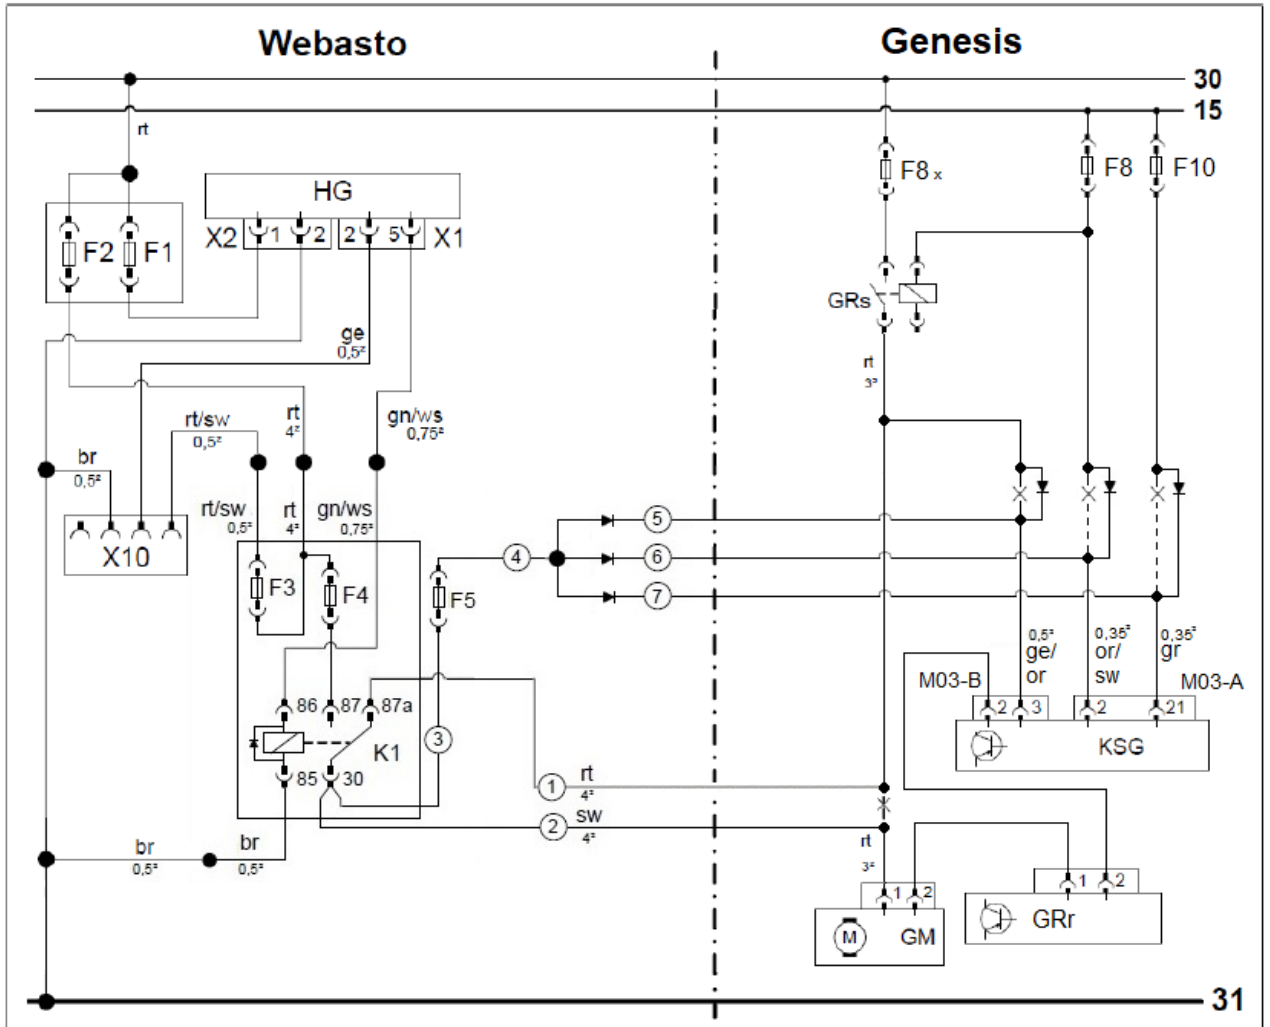 Webasto
Genesis
30
15
rt
HG
F8 x
F8
F10
X2
1
2
2
5
X1
F2
F1
GRs
ge
0,5²
rt
3²
rt/sw
0,5²
rt
4²
gn/ws
0,75²
br
0,5²
rt/sw
0,5²
rt
4²
gn/ws
0,75²
5
X10
4
6
F3
F4
F5
7
0,5²
ge/
or
0,35²
or/
sw
0,35²
gr
M03-B
M03-A
2
3
2
21
86
87
87a
3
K1
KSG
85
30
1
rt
4²
2
sw
4²
br
0,5²
br
0,5²
rt
3²
1
2
1
2
M
GM
GRr
31